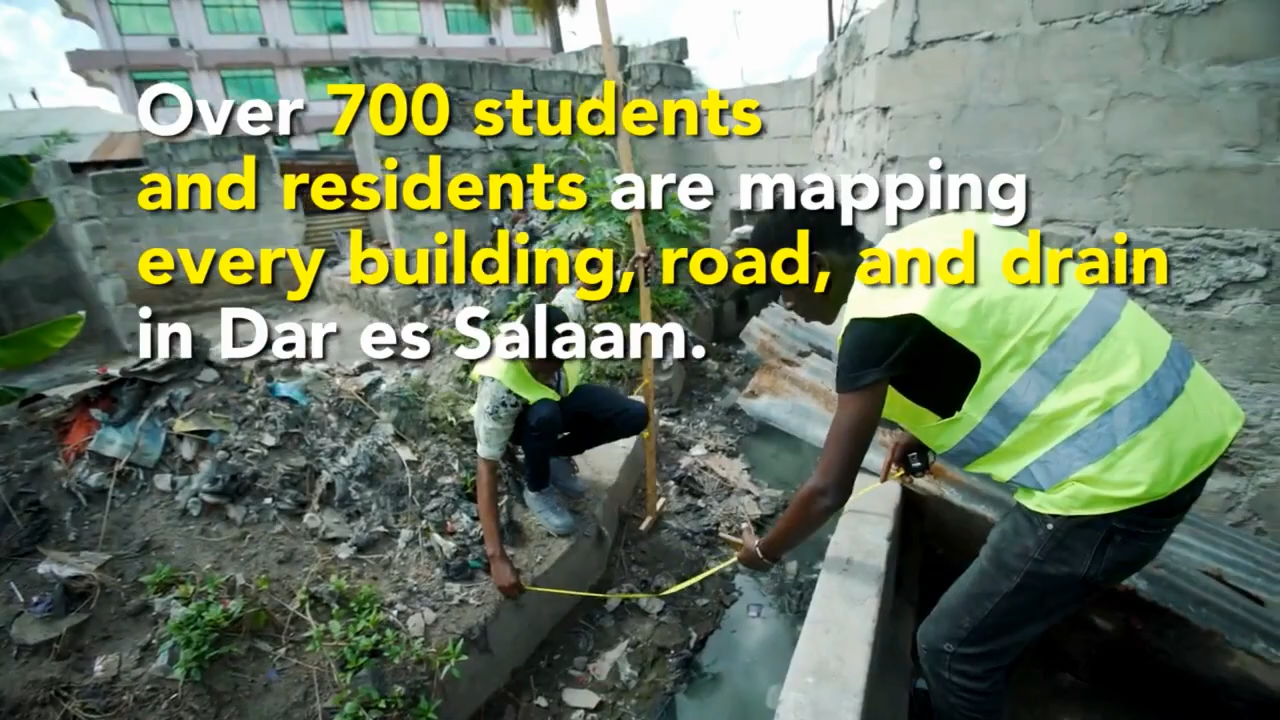 Over 700 students
and residents are mapping
every building, road, and drain
in Dar es Salaam.